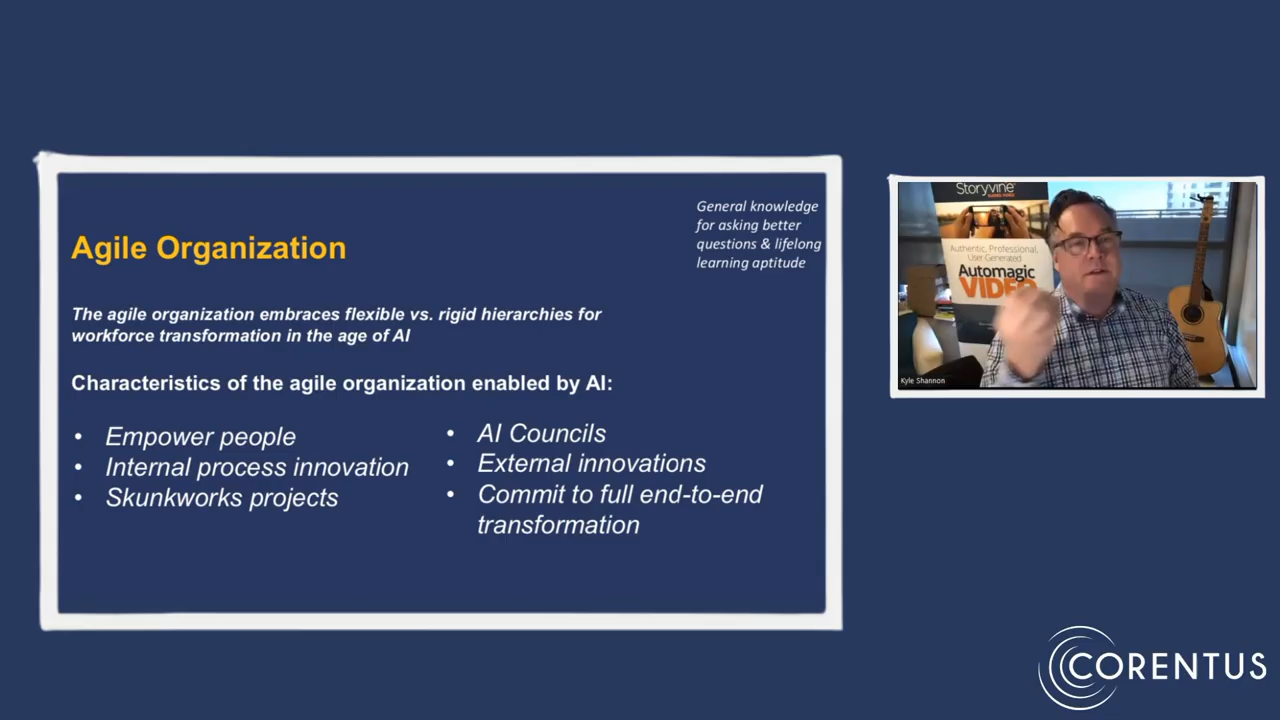 General knowledge
for asking better
questions & lifelong
learning aptitude
Agile Organization
The agile organization embraces flexible vs. rigid hierarchies for
workforce transformation in the age of AI
Characteristics of the agile organization enabled by AI:
• Empower people
• Internal process innovation
• Skunkworks projects
• AI Councils
• External innovations
• Commit to full end-to-end
transformation
Storyvine
Authentic, Professional,
User-Generated
Automagic
VIDEO
Kyle Shannon
CORENTUS